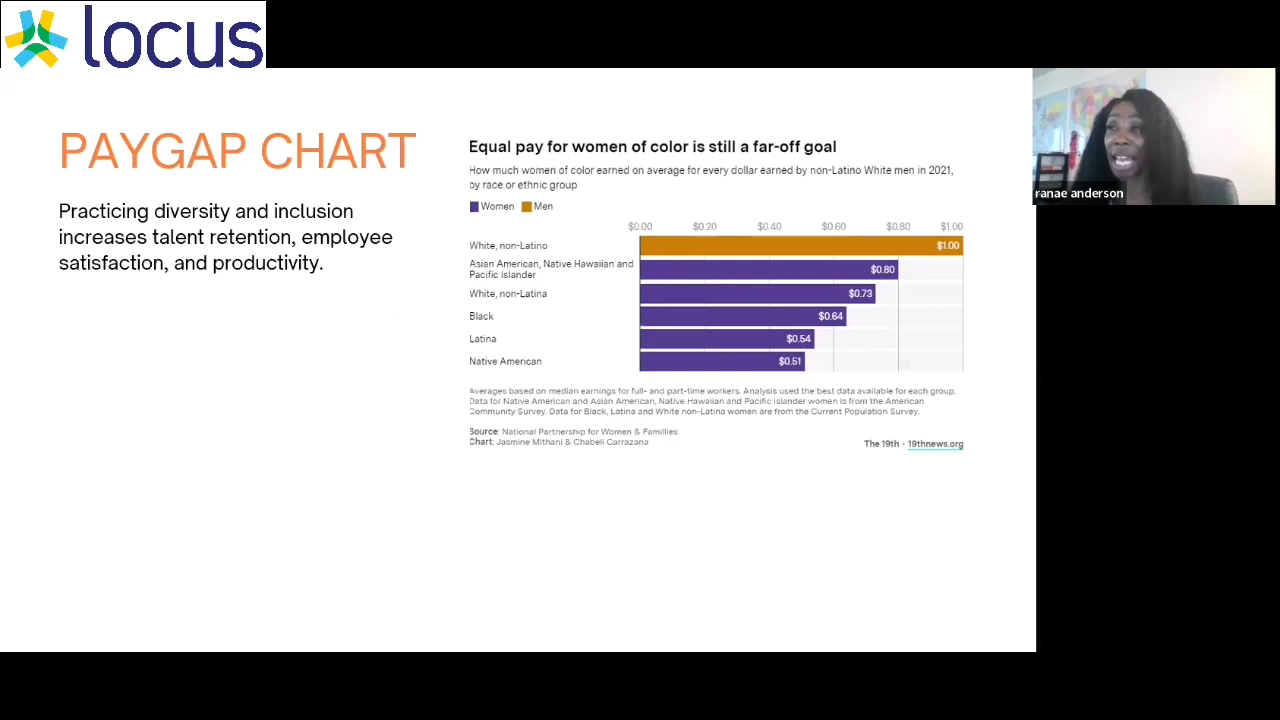 locus
PAYGAP CHART
Practicing diversity and inclusion
increases talent retention, employee
satisfaction, and productivity.
Equal pay for women of color is still a far-off goal
How much women of color earned on average for every dollar earned by non-Latino White men in 2021,
by race or ethnic group
Women Men
$0.00 $0.20 $0.40 $0.60 $0.80 $1.00
White, non-Latino $1.00
Asian American, Native Hawaiian and
Pacific Islander $0.80
White, non-Latina $0.73
Black $0.64
Latina $0.54
Native American $0.51
Averages based on median earnings for full- and part-time workers. Analysis used the best data available for each group.
Data for Native American and Asian American, Native Hawaiian and Pacific Islander women is from the American
Community Survey. Data for Black, Latina and White non-Latina women are from the Current Population Survey.
Source: National Partnership for Women & Famillies
Chart: Jasmine Mithani & Chabeli Carrazana
The 19th · 19thnews.org
ranae anderson